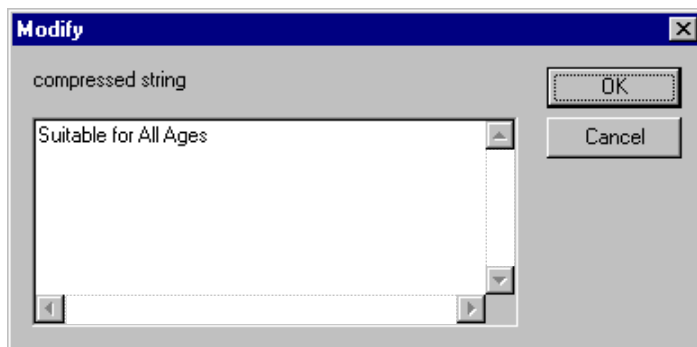 Modify
compressed string
OK
Suitable for All Ages
Cancel